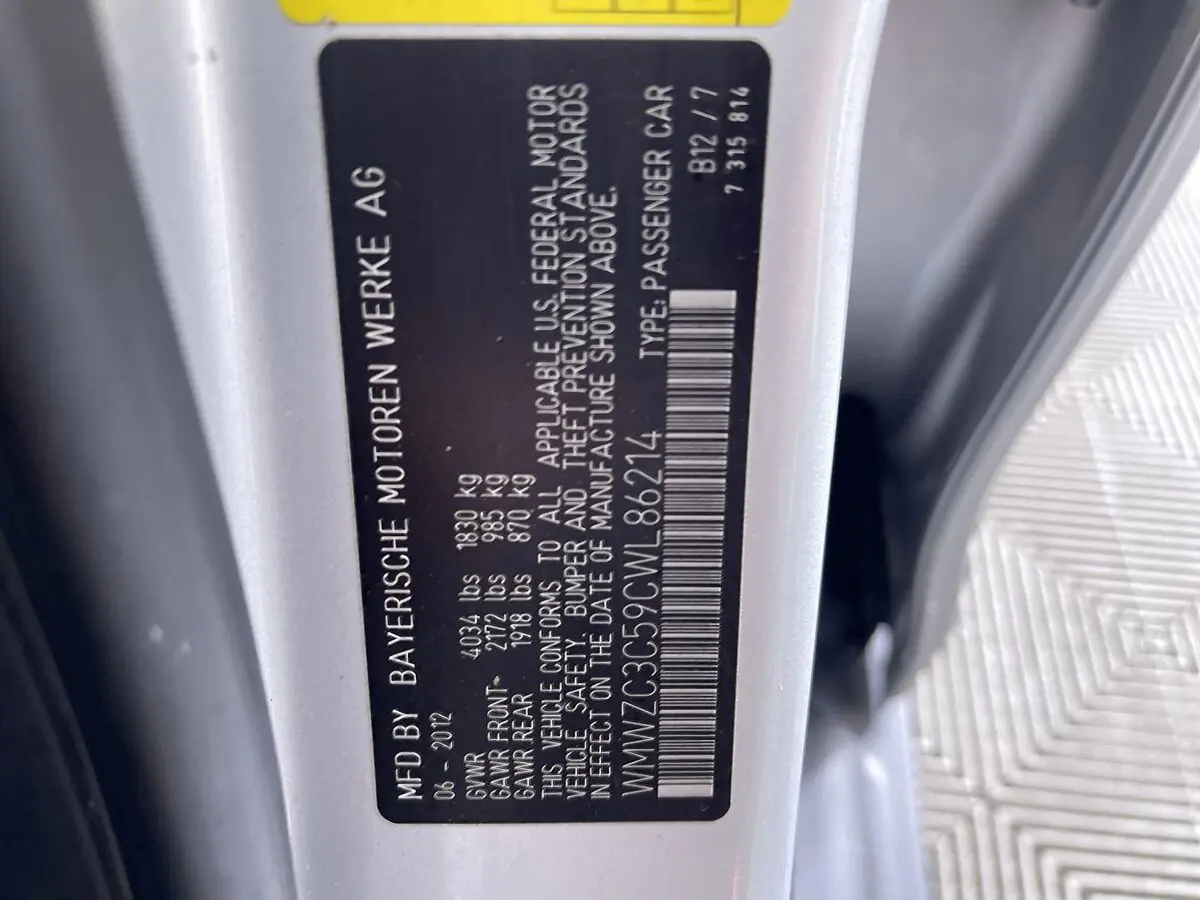 MFD BY BAYERISCHE MOTOREN WERKE AG
06 - 2012
GVWR 4034 lbs 1830 kg
GAWR FRONT 2172 lbs 985 kg
GAWR REAR 1918 lbs 870 kg
THIS VEHICLE CONFORMS TO ALL APPLICABLE U.S. FEDERAL MOTOR
VEHICLE SAFETY, BUMPER AND THEFT PREVENTION STANDARDS
IN EFFECT ON THE DATE OF MANUFACTURE SHOWN ABOVE.
WMWZC3C59CWL86214 TYPE: PASSENGER CAR
B12 / 7
7 315 814